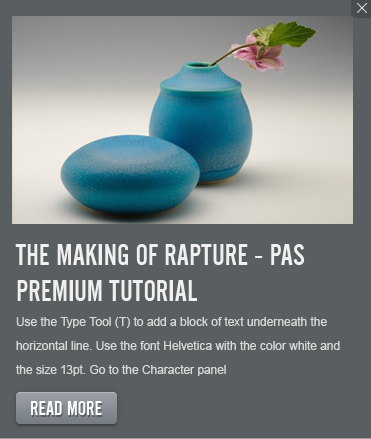 THE MAKING OF RAPTURE - PAS
PREMIUM TUTORIAL
Use the Type Tool (T) to add a block of text underneath the
horizontal line. Use the font Helvetica with the color white and
the size 13pt. Go to the Character panel
READ MORE